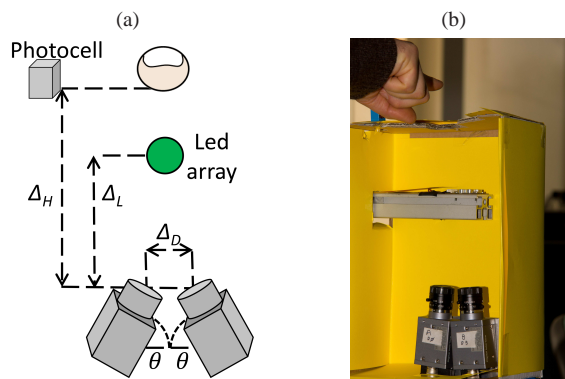 (a)
(b)
Photocell
Led
array
Δ_H
Δ_L
Δ_D
θ θ